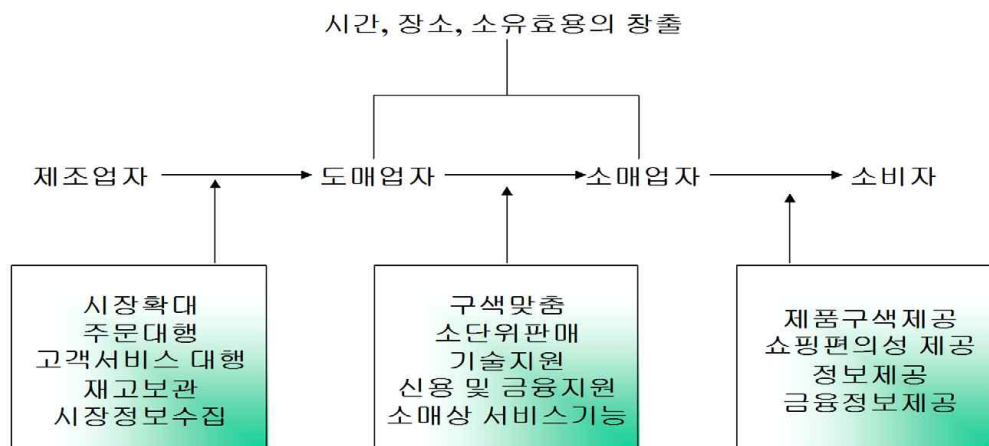 시간, 장소, 소유효용의 창출
제조업자
도매업자
소매업자
소비자
시장확대
주문대행
고객서비스 대행
재고보관
시장정보수집
구색맞춤
소단위판매
기술지원
신용 및 금융지원
소매상 서비스기능
제품구색제공
쇼핑편의성 제공
정보제공
금융정보제공